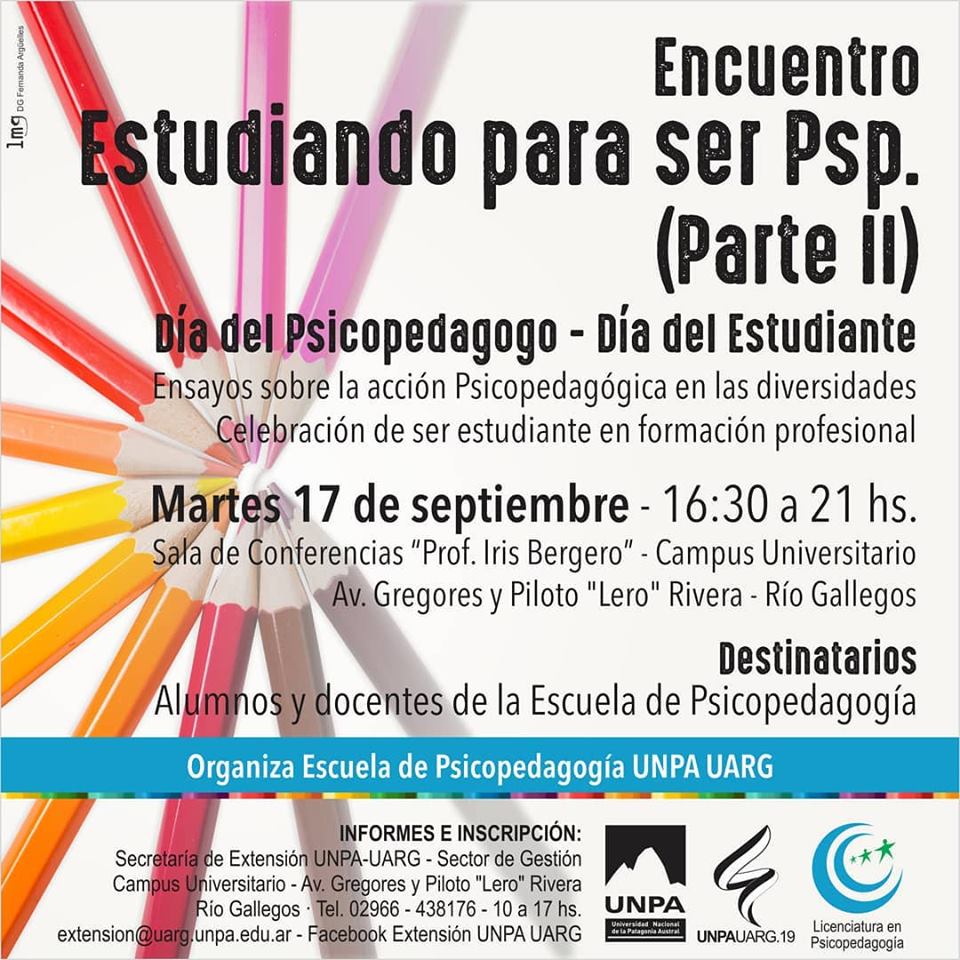 Encuentro
Estudiando para ser Psp.
(Parte II)
Día del Psicopedagogo - Día del Estudiante
Ensayos sobre la acción Psicopedagógica en las diversidades
Celebración de ser estudiante en formación profesional
Martes 17 de septiembre - 16:30 a 21 hs.
Sala de Conferencias “Prof. Iris Bergero” - Campus Universitario
Av. Gregores y Piloto "Lero" Rivera - Río Gallegos
Destinatarios
Alumnos y docentes de la Escuela de Psicopedagogía
Organiza Escuela de Psicopedagogía UNPA UARG
INFORMES E INSCRIPCIÓN:
Secretaría de Extensión UNPA-UARG - Sector de Gestión
Campus Universitario - Av. Gregores y Piloto "Lero" Rivera
Río Gallegos · Tel. 02966 - 438176 - 10 a 17 hs.
extension@uarg.unpa.edu.ar - Facebook Extensión UNPA UARG
UNPA
Universidad Nacional
de la Patagonia Austral
UNPAUARG.19
Licenciatura en
Psicopedagogía
lmg DG Fernanda Argüelles